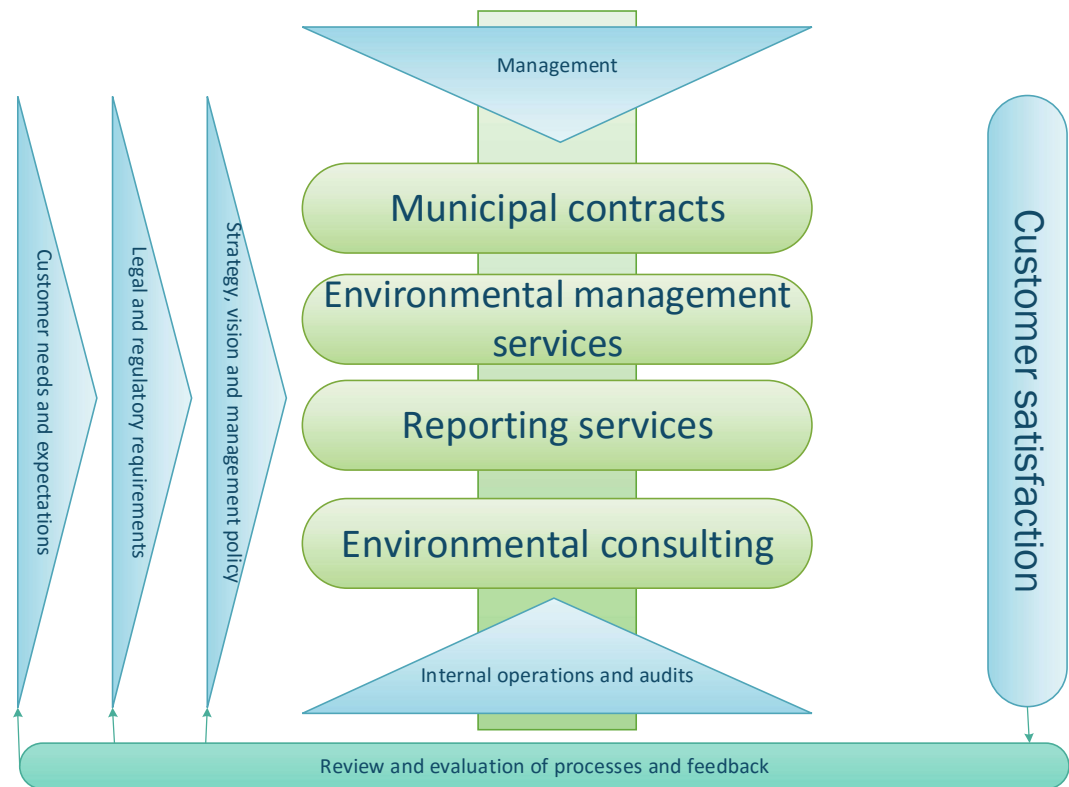 Management
Customer needs and expectations
Legal and regulatory requirements
Strategy, vision and management policy
Municipal contracts
Environmental management
services
Reporting services
Environmental consulting
Internal operations and audits
Customer satisfaction
Review and evaluation of processes and feedback